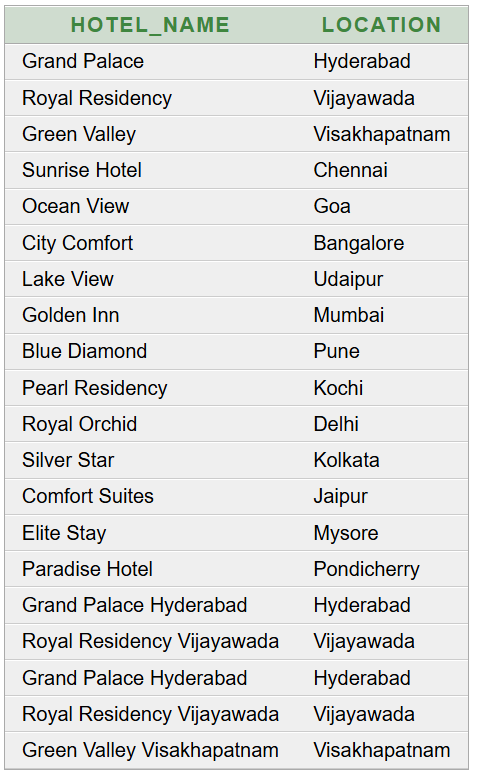 HOTEL_NAME LOCATION
Grand Palace Hyderabad
Royal Residency Vijayawada
Green Valley Visakhapatnam
Sunrise Hotel Chennai
Ocean View Goa
City Comfort Bangalore
Lake View Udaipur
Golden Inn Mumbai
Blue Diamond Pune
Pearl Residency Kochi
Royal Orchid Delhi
Silver Star Kolkata
Comfort Suites Jaipur
Elite Stay Mysore
Paradise Hotel Pondicherry
Grand Palace Hyderabad Hyderabad
Royal Residency Vijayawada Vijayawada
Grand Palace Hyderabad Hyderabad
Royal Residency Vijayawada Vijayawada
Green Valley Visakhapatnam Visakhapatnam